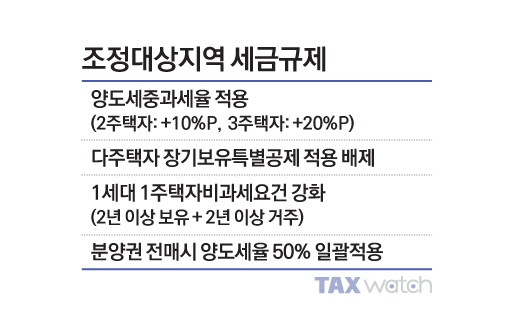 조정대상지역 세금규제
양도세중과세율 적용
(2주택자: +10%P, 3주택자: +20%P)
다주택자 장기보유특별공제 적용 배제
1세대 1주택자비과세요건 강화
(2년 이상 보유 + 2년 이상 거주)
분양권 전매시 양도세율 50% 일괄적용
TAX watch